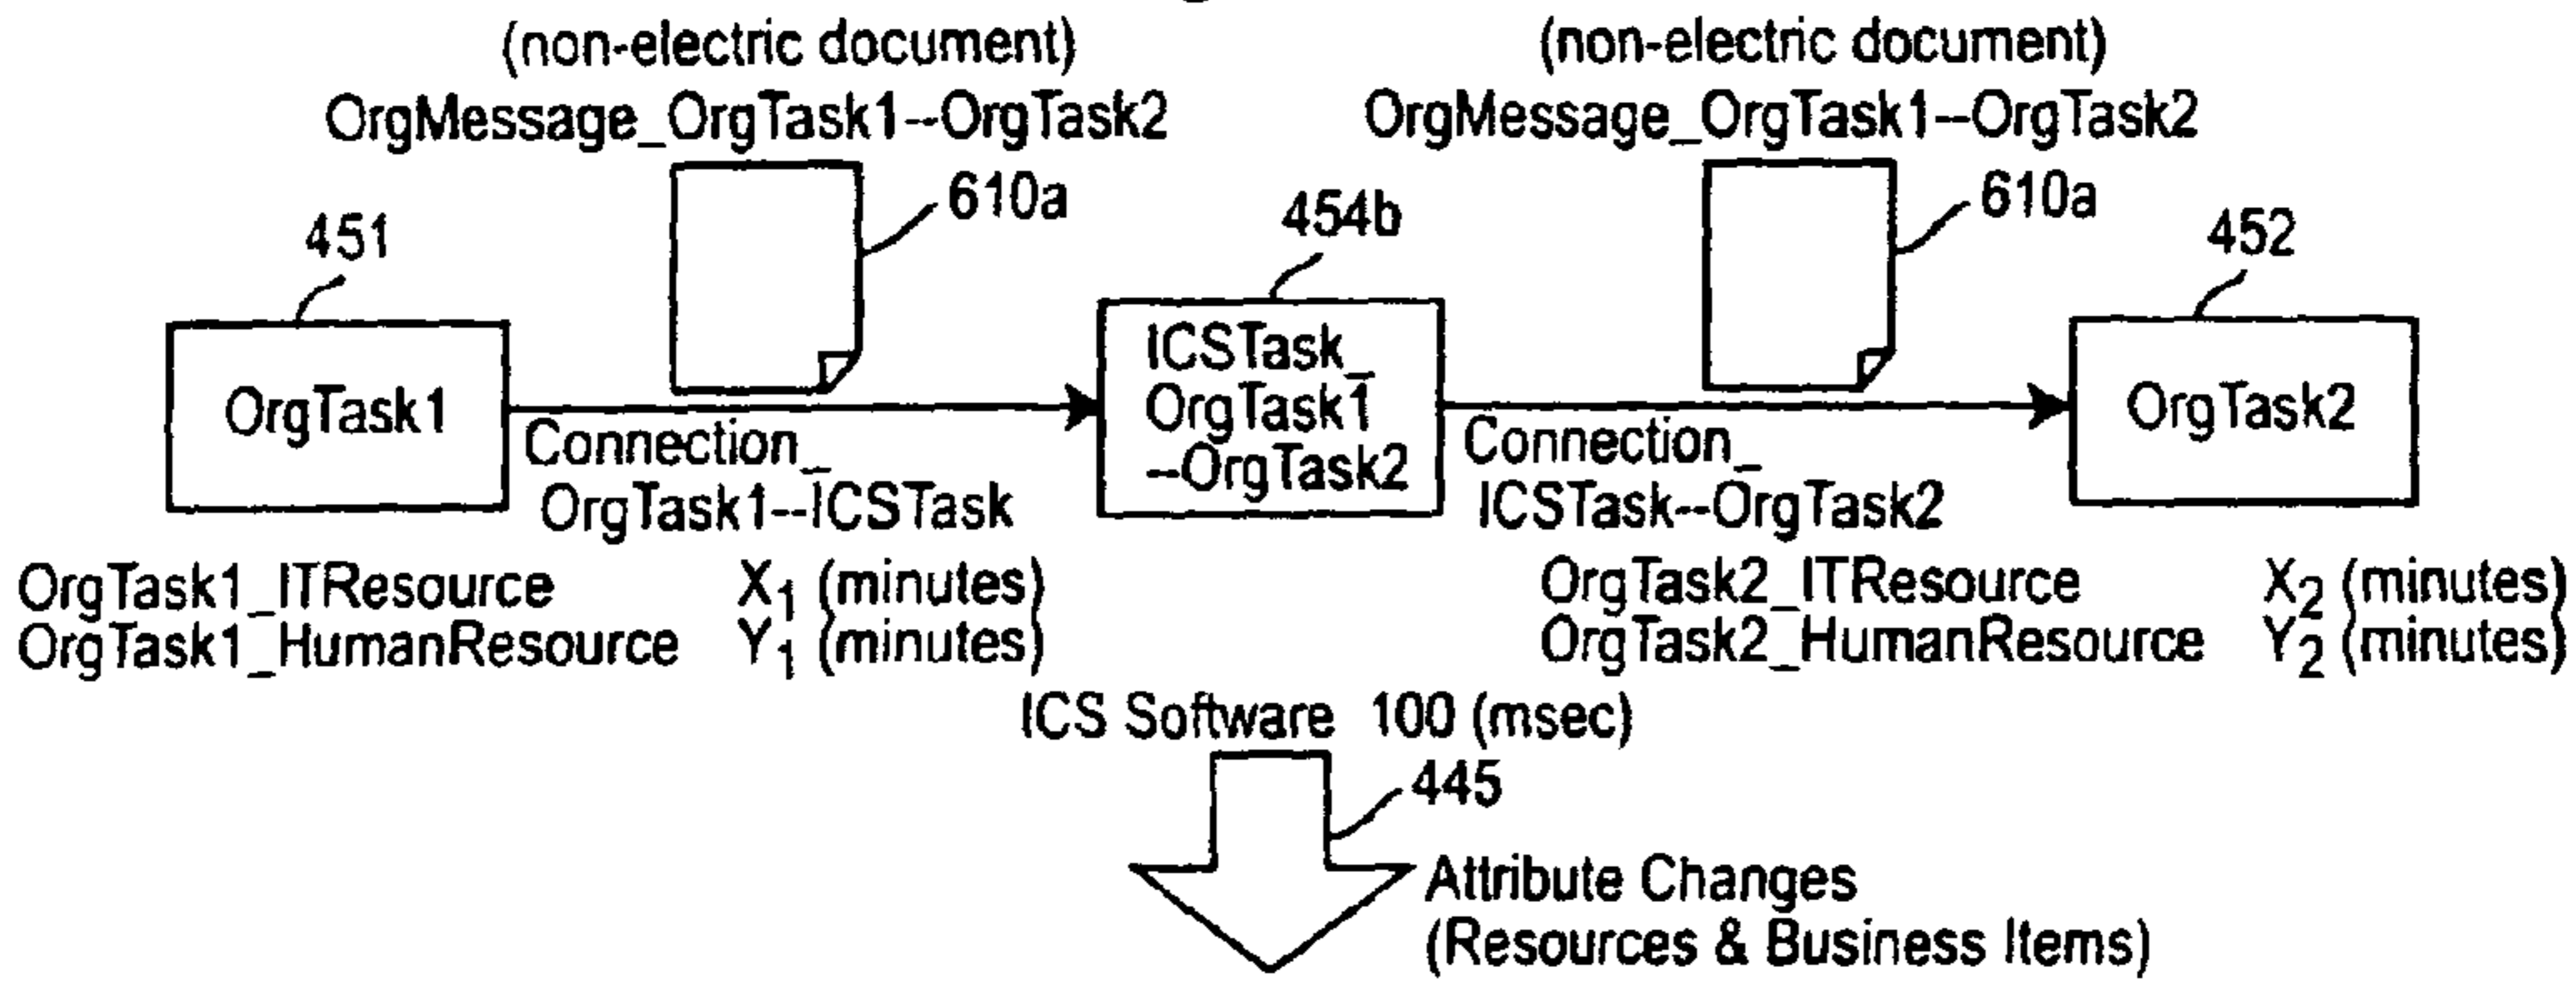 (non-electric document)
OrgMessage_OrgTask1--OrgTask2
610a
(non-electric document)
OrgMessage_OrgTask1--OrgTask2
610a
451
454b
452
OrgTask1
ICSTask_
OrgTask1
--OrgTask2
OrgTask2
Connection_
OrgTask1--ICSTask
Connection_
ICSTask--OrgTask2
OrgTask1_ITResource X1 (minutes)
OrgTask1_HumanResource Y1 (minutes)
OrgTask2_ITResource X2 (minutes)
OrgTask2_HumanResource Y2 (minutes)
ICS Software 100 (msec)
445
Attribute Changes
(Resources & Business Items)